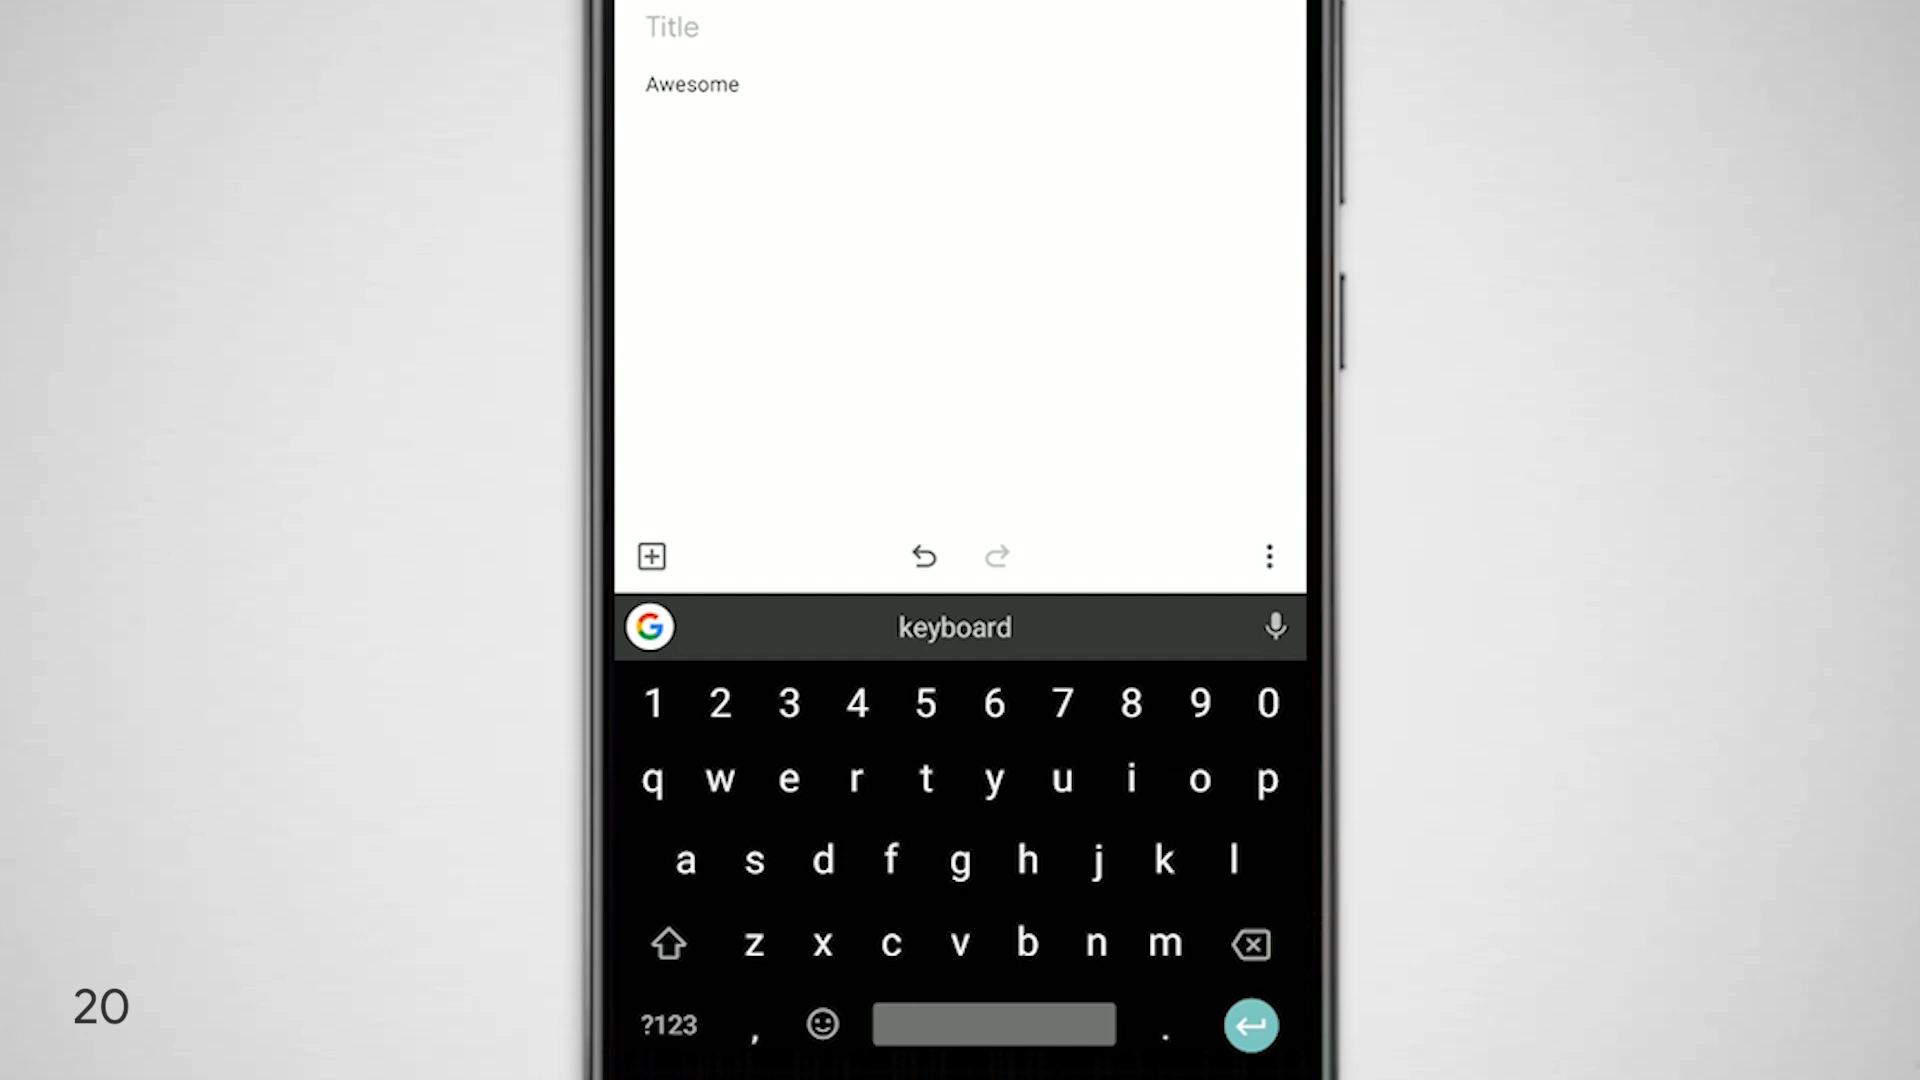 Title
Awesome
G keyboard
1 2 3 4 5 6 7 8 9 0
q w e r t y u i o p
a s d f g h j k l
z x c v b n m
?123 , .
20